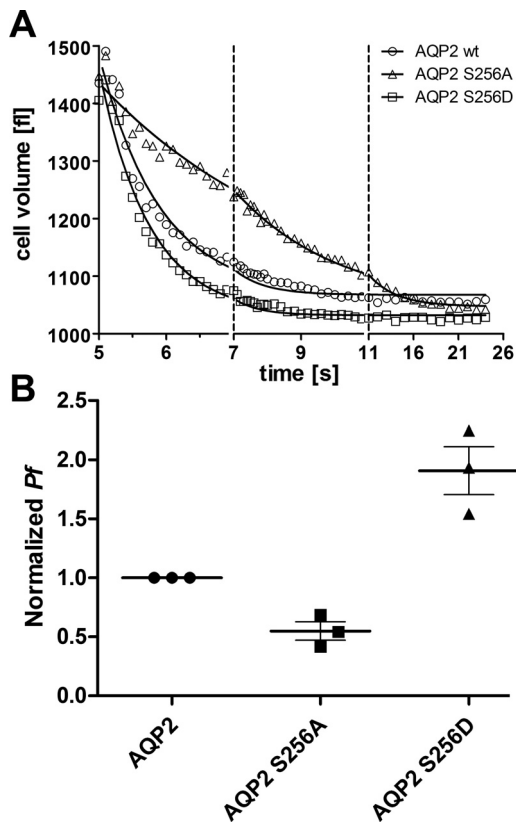 A
1500
1400
1300
1200
1100
1000
cell volume [fl]
AQP2 wt
AQP2 S256A
AQP2 S256D
5 6 7 9 11 16 21 26
time [s]
B
2.5
2.0
1.5
1.0
0.5
0.0
Normalized Pf
AQP2
AQP2 S256A
AQP2 S256D